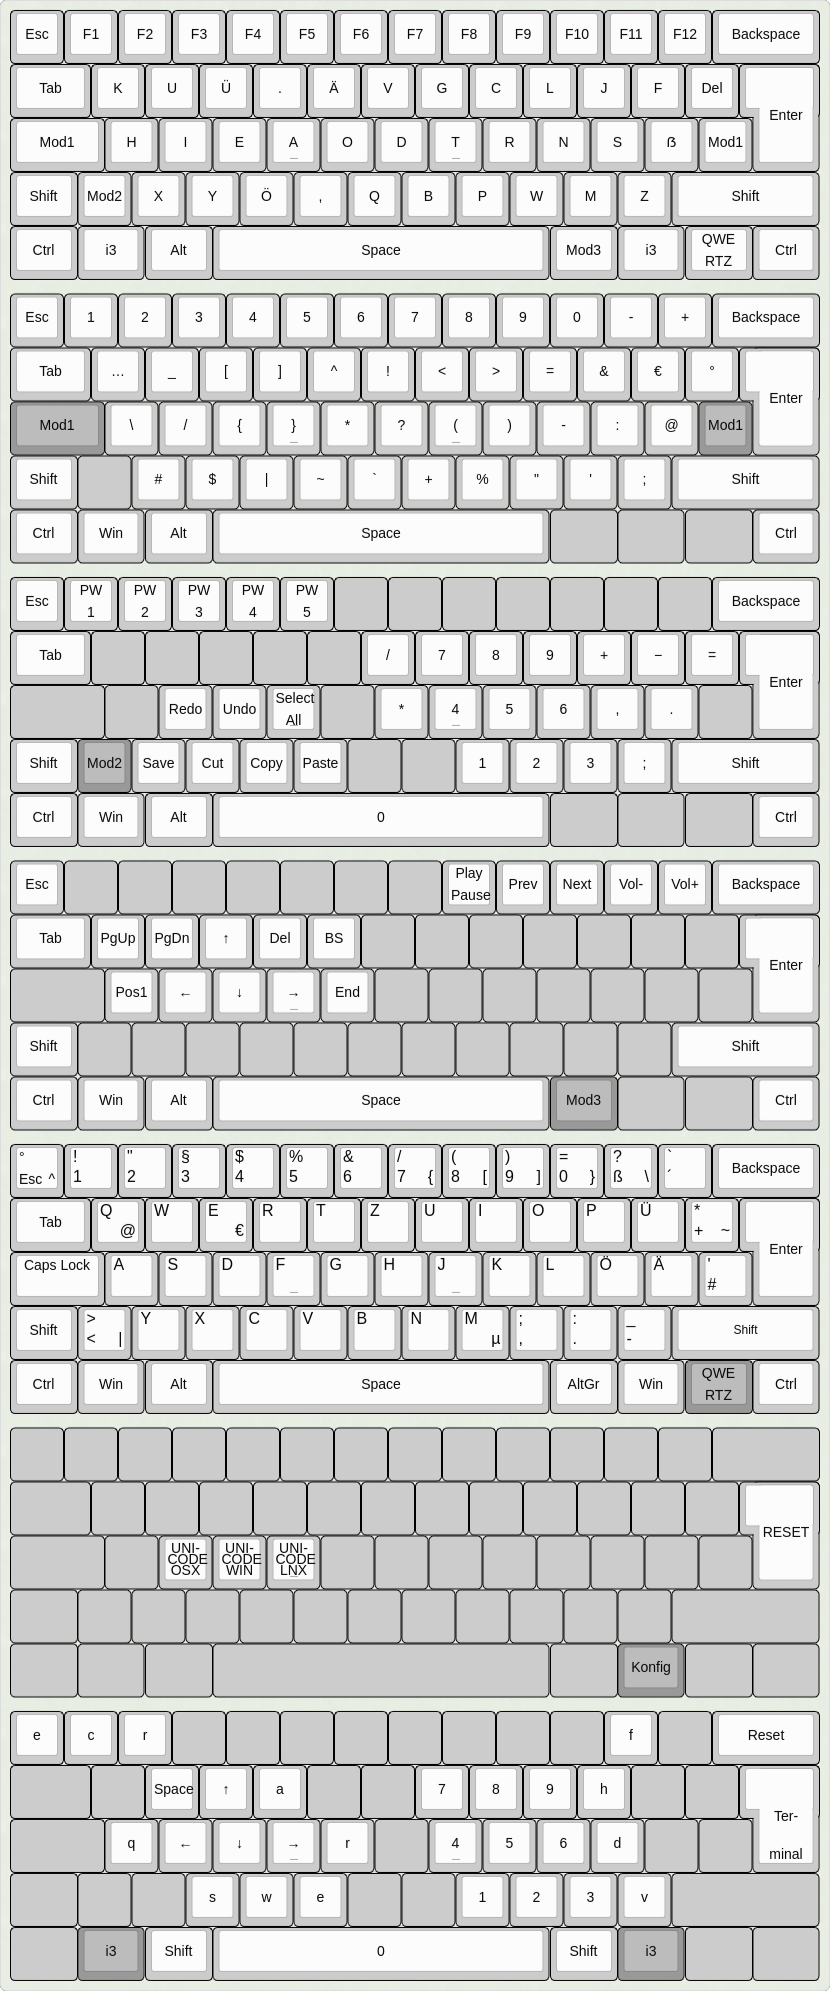 Esc F1 F2 F3 F4 F5 F6 F7 F8 F9 F10 F11 F12 Backspace
Tab K U Ü . Ä V G C L J F Del
Enter
Mod1 H I E A _ O D T _ R N S ß Mod1
Shift Mod2 X Y Ö , Q B P W M Z Shift
Ctrl i3 Alt Space Mod3 i3 QWE RTZ Ctrl
Esc 1 2 3 4 5 6 7 8 9 0 - + Backspace
Tab … _ [ ] ^ ! < > = & € °
Enter
Mod1 \ / { } _ * ? ( _ ) - : @ Mod1
Shift # $ | ~ ` + % " ' ; Shift
Ctrl Win Alt Space Ctrl
Esc PW 1 PW 2 PW 3 PW 4 PW 5 Backspace
Tab / 7 8 9 + − =
Enter
Redo Undo Select All _ * 4 _ 5 6 , .
Shift Mod2 Save Cut Copy Paste 1 2 3 ; Shift
Ctrl Win Alt 0 Ctrl
Esc Play Pause Prev Next Vol- Vol+ Backspace
Tab PgUp PgDn ↑ Del BS
Enter
Pos1 ← ↓ → _ End
Shift Shift
Ctrl Win Alt Space Mod3 Ctrl
° ! " § $ % & / ( ) = ? `
Esc ^ 1 2 3 4 5 6 7 { 8 [ 9 ] 0 } ß \ ´ Backspace
Tab Q @ W E € R T Z U I O P Ü * + ~
Enter
Caps Lock A S D F _ G H J _ K L Ö Ä ' #
Shift > < | Y X C V B N M µ ; , : . _ - Shift
Ctrl Win Alt Space AltGr Win QWE RTZ Ctrl
RESET
UNI- CODE OSX UNI- CODE WIN UNI- CODE LNX _
Konfig
e c r f Reset
Space ↑ a 7 8 9 h
Ter-
minal
q ← ↓ → _ r 4 _ 5 6 d
s w e 1 2 3 v
i3 Shift 0 Shift i3